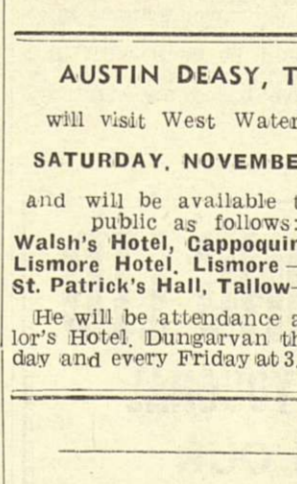 AUSTIN DEASY, T
will visit West Water
SATURDAY, NOVEMBE
and will be available t
public as follows:
Walsh's Hotel, Cappoquin
Lismore Hotel, Lismore —
St. Patrick's Hall, Tallow—
He will be attendance a
lor's Hotel, Dungarvan th
day and every Friday at 3.